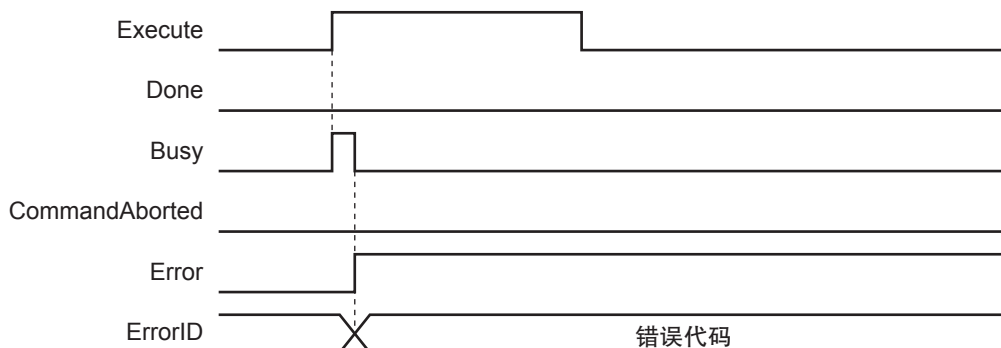 Execute
Done
Busy
CommandAborted
Error
ErrorID
错误代码